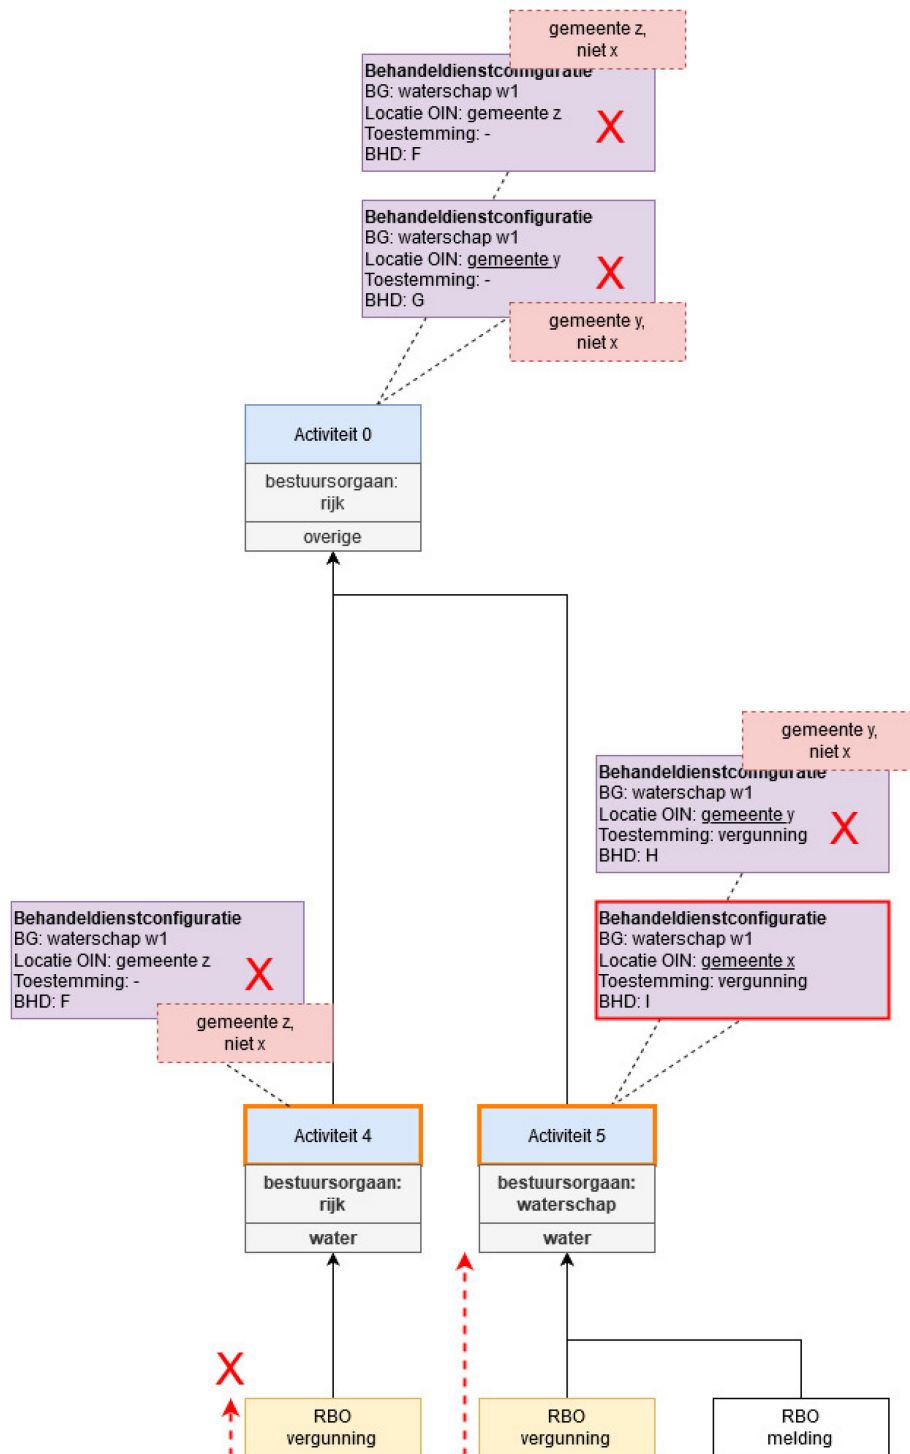 gemeente z,
niet x
Behandeldienstconfiguratie
BG: waterschap w1
Locatie OIN: gemeente z
Toestemming: -
BHD: F
X
Behandeldienstconfiguratie
BG: waterschap w1
Locatie OIN: gemeente y
Toestemming: -
BHD: G
X
gemeente y,
niet x
Activiteit 0
bestuursorgaan:
rijk
overige
gemeente y,
niet x
Behandeldienstconfiguratie
BG: waterschap w1
Locatie OIN: gemeente y
Toestemming: vergunning
BHD: H
X
Behandeldienstconfiguratie
BG: waterschap w1
Locatie OIN: gemeente z
Toestemming: -
BHD: F
X
gemeente z,
niet x
Behandeldienstconfiguratie
BG: waterschap w1
Locatie OIN: gemeente x
Toestemming: vergunning
BHD: I
Activiteit 4
bestuursorgaan:
rijk
water
Activiteit 5
bestuursorgaan:
waterschap
water
X
RBO
vergunning
RBO
vergunning
RBO
melding